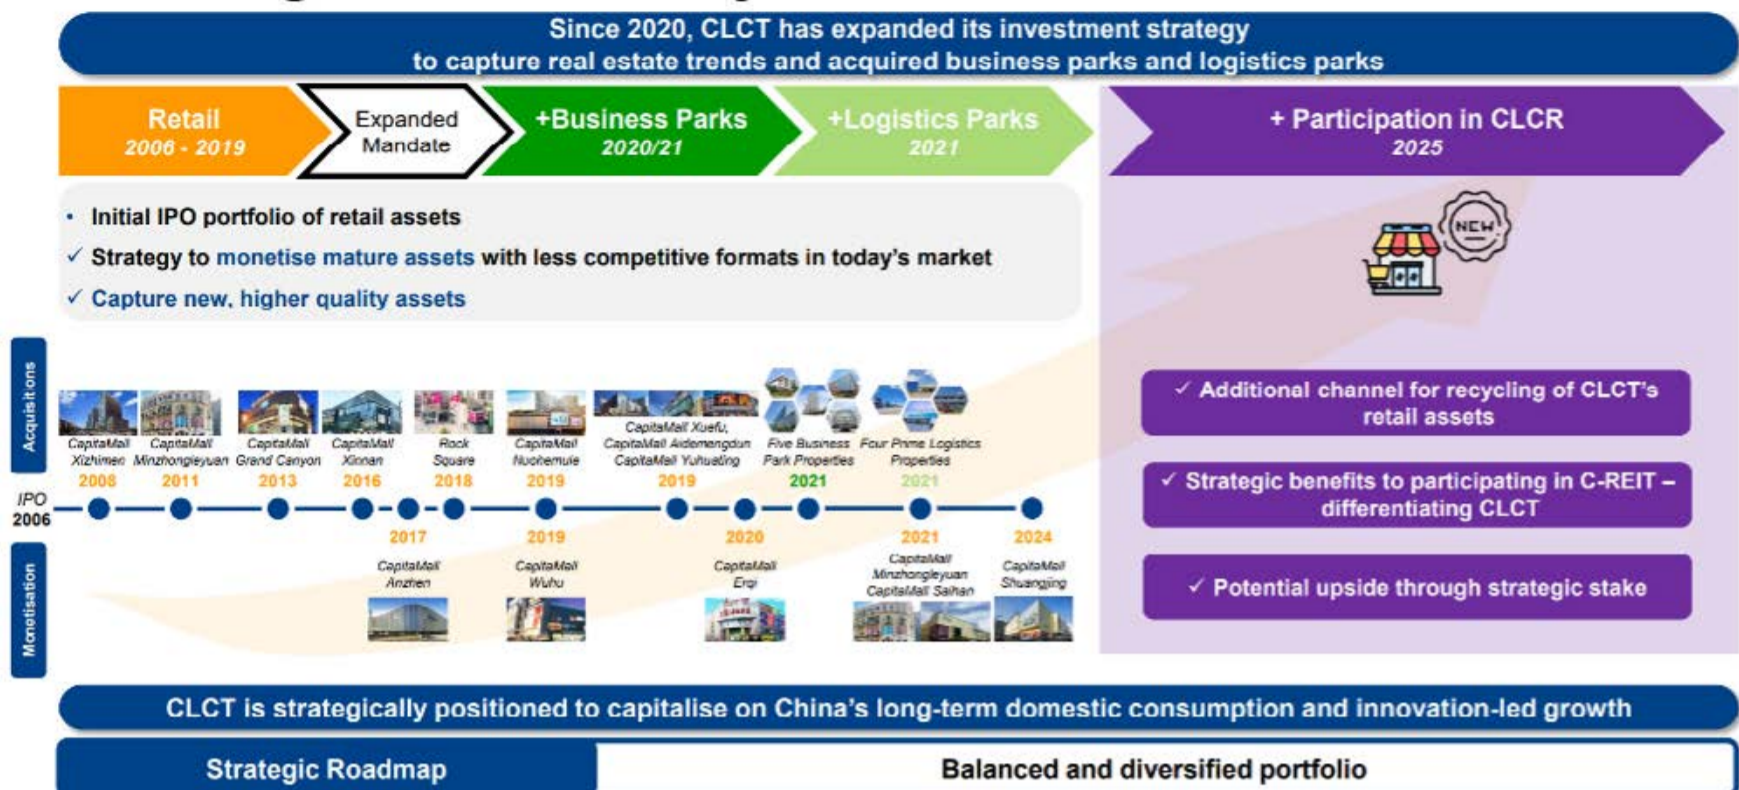 Since 2020, CLCT has expanded its investment strategy
to capture real estate trends and acquired business parks and logistics parks
Retail
2006 - 2019
Expanded
Mandate
+Business Parks
2020/21
+Logistics Parks
2021
+ Participation in CLCR
2025
• Initial IPO portfolio of retail assets
✓ Strategy to monetise mature assets with less competitive formats in today's market
✓ Capture new, higher quality assets
NEW
Acquisitions
CapitaMall
Xizhimen
2008
CapitaMall
Minzhongleyuan
2011
CapitaMall
Grand Canyon
2013
CapitaMall
Xinnan
2016
Rock
Square
2018
CapitaMall
Nuohemule
2019
CapitaMall Xuefu,
CapitaMall Aidemengdun
CapitaMall Yuhuating
2019
Five Business
Park Properties
2021
Four Prime Logistics
Properties
2021
IPO
2006
Monetisation
2017
CapitaMall
Anzhen
2019
CapitaMall
Wuhu
2020
CapitaMall
Erqi
2021
CapitaMall
Minzhongleyuan
CapitaMall Saihan
2024
CapitaMall
Shuangjing
✓ Additional channel for recycling of CLCT's
retail assets
✓ Strategic benefits to participating in C-REIT –
differentiating CLCT
✓ Potential upside through strategic stake
CLCT is strategically positioned to capitalise on China's long-term domestic consumption and innovation-led growth
Strategic Roadmap
Balanced and diversified portfolio